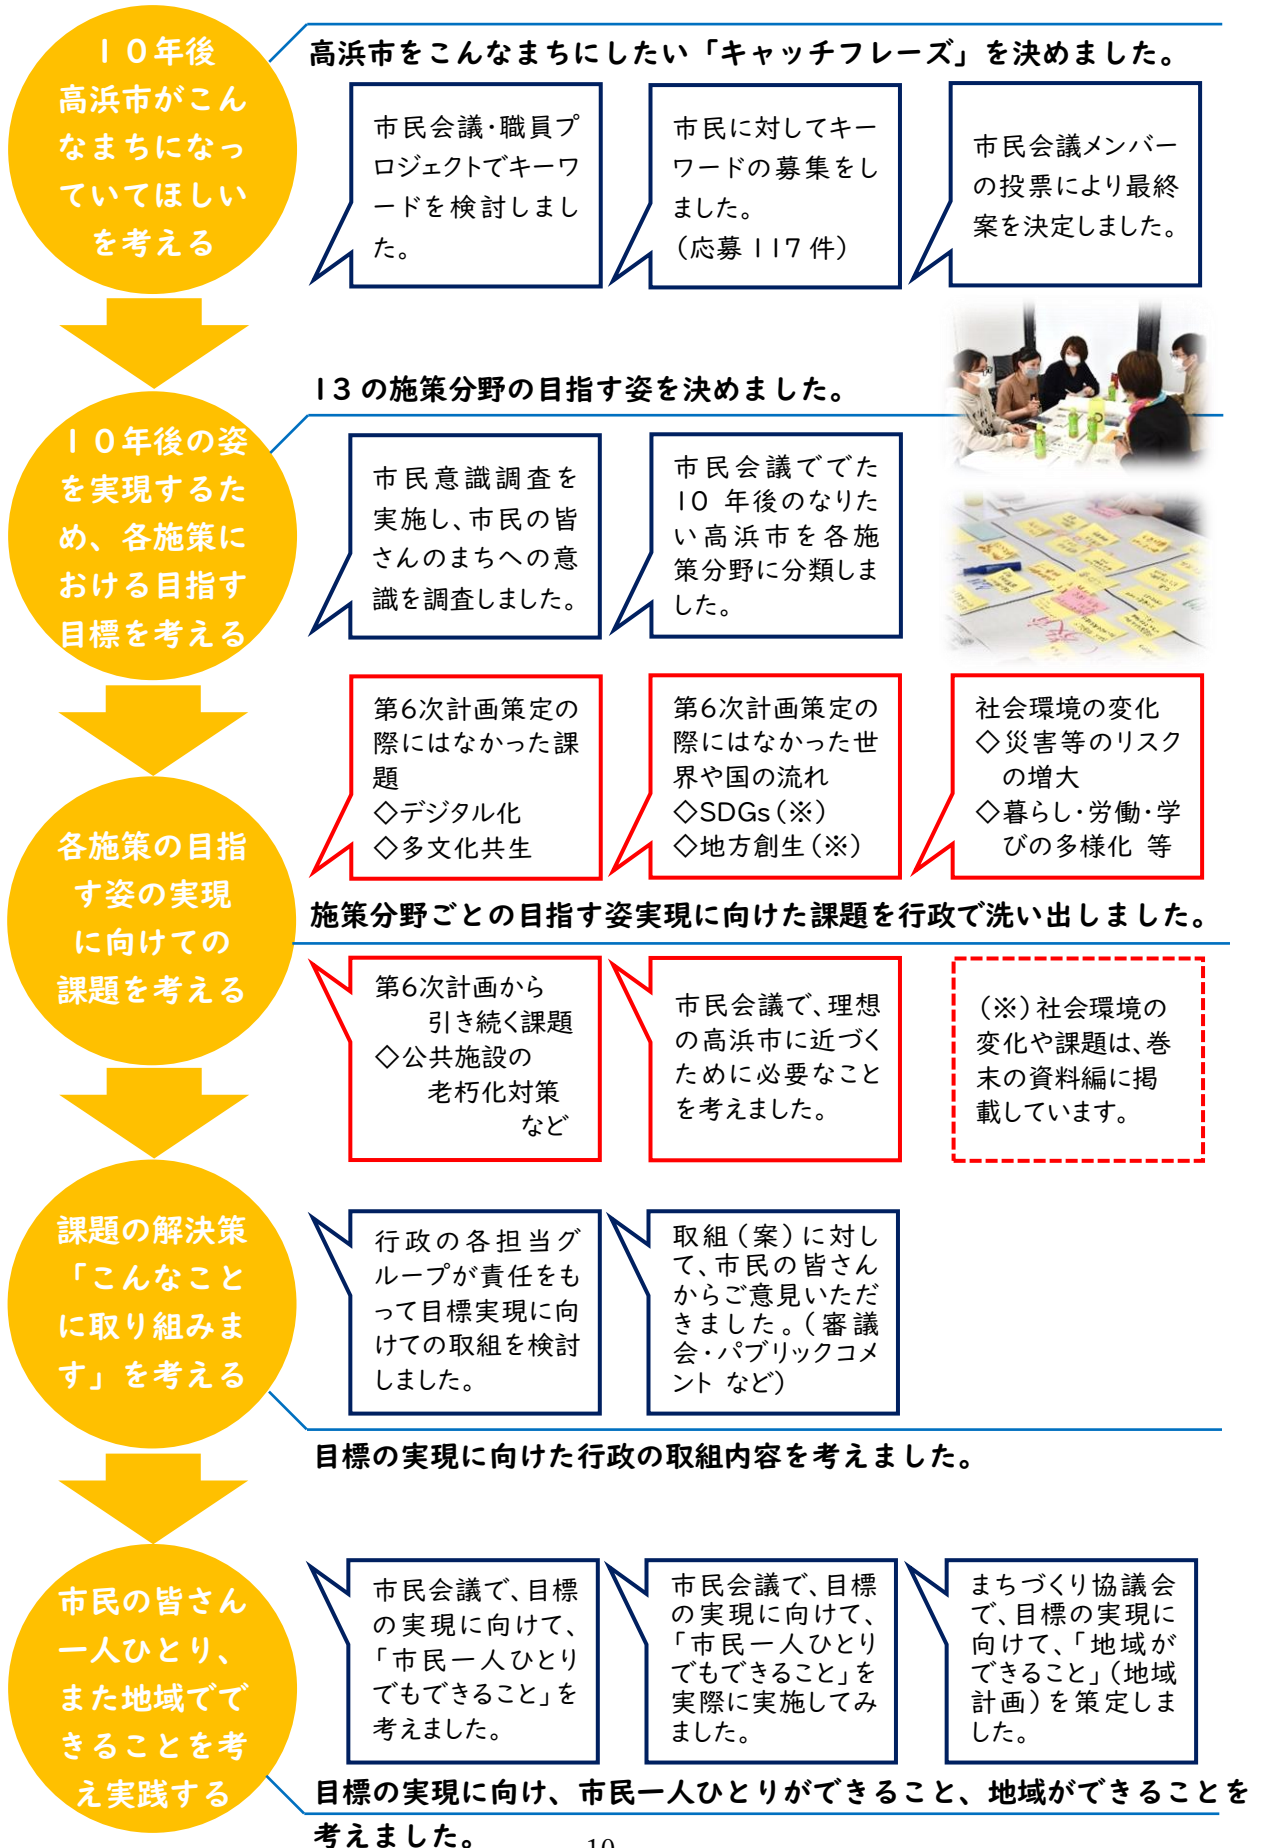 １０年後
高浜市がこん
なまちになっ
ていてほしい
を考える
高浜市をこんなまちにしたい「キャッチフレーズ」を決めました。
市民会議・職員プ
ロジェクトでキーワ
ードを検討しまし
た。
市民に対してキー
ワードの募集をし
ました。
（応募 117 件）
市民会議メンバー
の投票により最終
案を決定しました。
１０年後の姿
を実現するた
め、各施策に
おける目指す
目標を考える
13 の施策分野の目指す姿を決めました。
市民意識調査を
実施し、市民の皆
さんのまちへの意
識を調査しました。
市民会議ででた
10 年後のなりた
い高浜市を各施
策分野に分類しま
した。
各施策の目指
す姿の実現
に向けての
課題を考える
第6次計画策定の
際にはなかった課
題
◇デジタル化
◇多文化共生
第6次計画策定の
際にはなかった世
界や国の流れ
◇SDGs（※）
◇地方創生（※）
社会環境の変化
◇災害等のリスク
の増大
◇暮らし・労働・学
びの多様化 等
施策分野ごとの目指す姿実現に向けた課題を行政で洗い出しました。
第6次計画から
引き続く課題
◇公共施設の
老朽化対策
など
市民会議で、理想
の高浜市に近づく
ために必要なこと
を考えました。
（※）社会環境の
変化や課題は、巻
末の資料編に掲
載しています。
課題の解決策
「こんなこと
に取り組みま
す」を考える
行政の各担当グ
ループが責任をも
って目標実現に向
けての取組を検討
しました。
取組（案）に対し
て、市民の皆さん
からご意見いただ
きました。（審議
会・パブリックコメ
ント など）
目標の実現に向けた行政の取組内容を考えました。
市民の皆さん
一人ひとり、
また地域でで
きることを考
え実践する
市民会議で、目標
の実現に向けて、
「市民一人ひとり
でもできること」を
考えました。
市民会議で、目標
の実現に向けて、
「市民一人ひとり
でもできること」を
実際に実施してみ
ました。
まちづくり協議会
で、目標の実現に
向けて、「地域が
できること」（地域
計画）を策定しま
した。
目標の実現に向け、市民一人ひとりができること、地域ができることを
考えました。
10